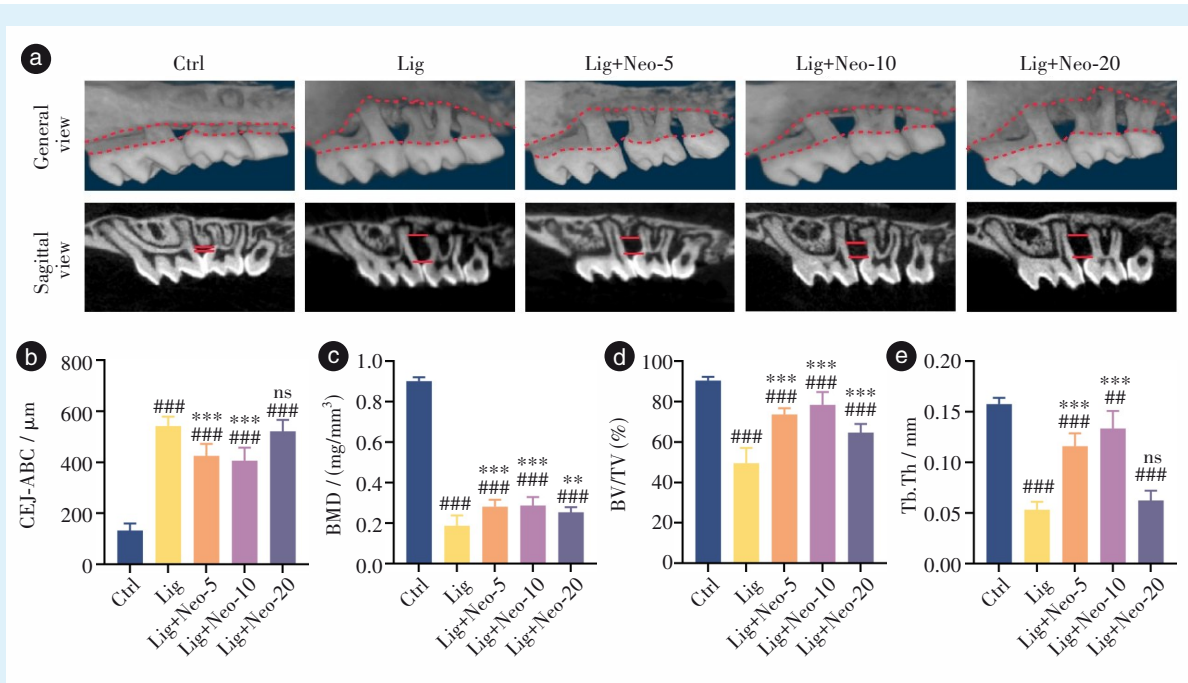 a
Ctrl
Lig
Lig+Neo-5
Lig+Neo-10
Lig+Neo-20
General
view
Sagittal
view
b
CEJ-ABC / μm
800
600
400
200
0
###
***
###
***
###
ns
###
Ctrl
Lig
Lig+Neo-5
Lig+Neo-10
Lig+Neo-20
c
BMD / (mg/mm³)
1.0
0.8
0.6
0.4
0.2
0.0
###
***
###
***
###
**
###
Ctrl
Lig
Lig+Neo-5
Lig+Neo-10
Lig+Neo-20
d
BV/TV (%)
100
80
60
40
20
0
###
***
###
***
###
***
###
Ctrl
Lig
Lig+Neo-5
Lig+Neo-10
Lig+Neo-20
e
Tb.Th / mm
0.20
0.15
0.10
0.05
0.00
###
***
###
***
##
ns
###
Ctrl
Lig
Lig+Neo-5
Lig+Neo-10
Lig+Neo-20